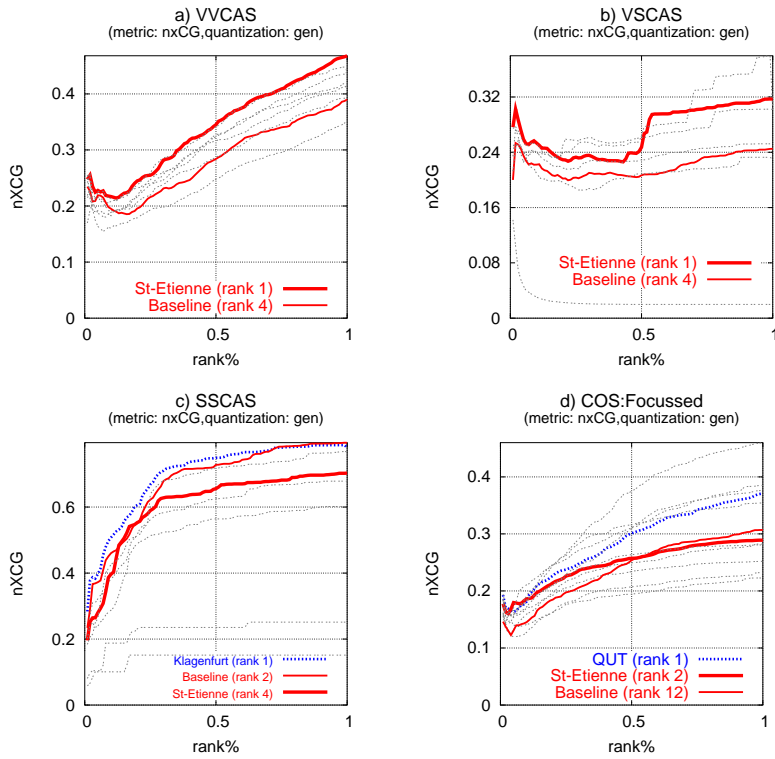 a) VVCAS
(metric: nxCG,quantization: gen)
nXCG
0.4
0.3
0.2
0.1
0
0
0.5
1
rank%
St-Etienne (rank 1)
Baseline (rank 4)
b) VSCAS
(metric: nxCG,quantization: gen)
nXCG
0.32
0.24
0.16
0.08
0
0
0.5
1
rank%
St-Etienne (rank 1)
Baseline (rank 4)
c) SSCAS
(metric: nxCG,quantization: gen)
nXCG
0.6
0.4
0.2
0
0
0.5
1
rank%
Klagenfurt (rank 1)
Baseline (rank 2)
St-Etienne (rank 4)
d) COS:Focussed
(metric: nxCG,quantization: gen)
nXCG
0.4
0.3
0.2
0.1
0
0
0.5
1
rank%
QUT (rank 1)
St-Etienne (rank 2)
Baseline (rank 12)